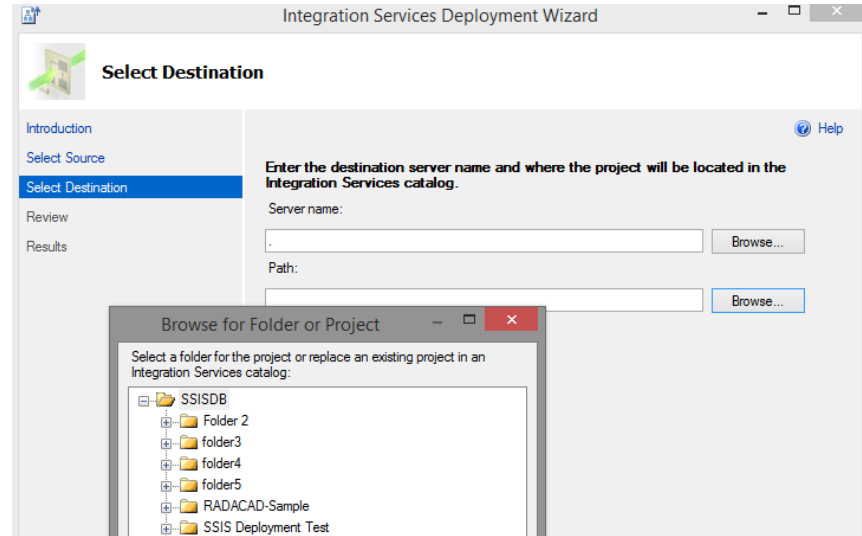 Integration Services Deployment Wizard
Select Destination
Introduction
Help
Select Source
Enter the destination server name and where the project will be located in the
Integration Services catalog.
Select Destination
Server name:
Review
Results
.
Browse...
Path:
Browse...
Browse for Folder or Project
Select a folder for the project or replace an existing project in an
Integration Services catalog:
SSISDB
Folder 2
folder3
folder4
folder5
RADACAD-Sample
SSIS Deployment Test